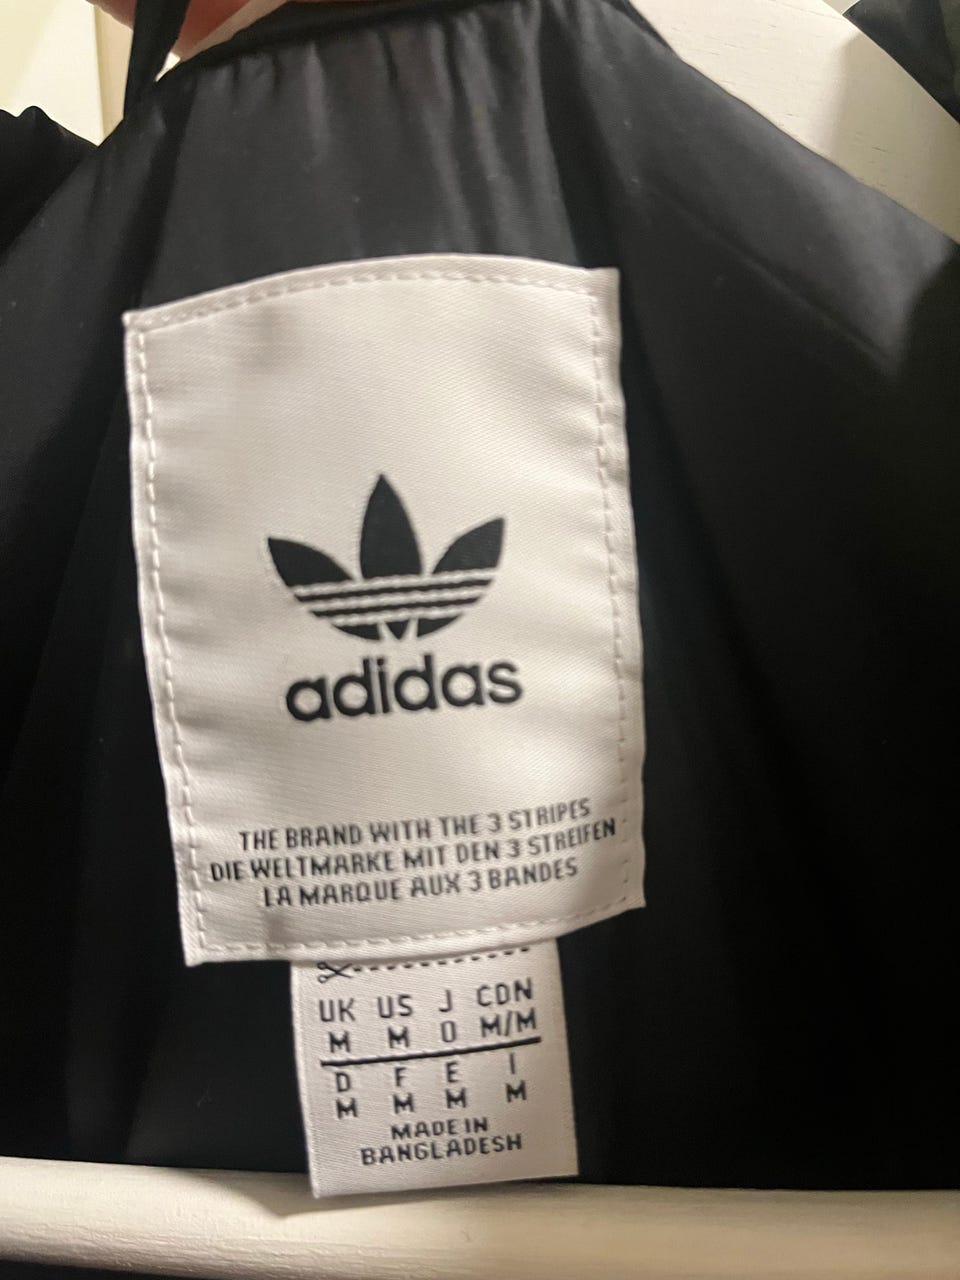 adidas
THE BRAND WITH THE 3 STRIPES
DIE WELTMARKE MIT DEN 3 STREIFEN
LA MARQUE AUX 3 BANDES
UK US J CDN
M M O M/M
D F E I
M M M M
MADE IN
BANGLADESH